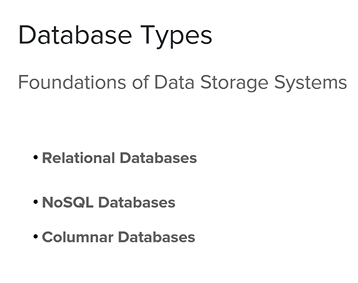 Database Types
Foundations of Data Storage Systems
• Relational Databases
• NoSQL Databases
• Columnar Databases